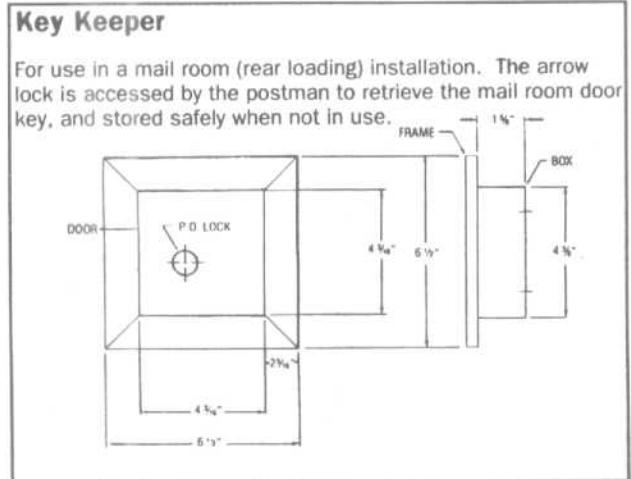 Key Keeper
For use in a mail room (rear loading) installation. The arrow
lock is accessed by the postman to retrieve the mail room door
key, and stored safely when not in use.
FRAME
BOX
DOOR
P O LOCK
6 ½"